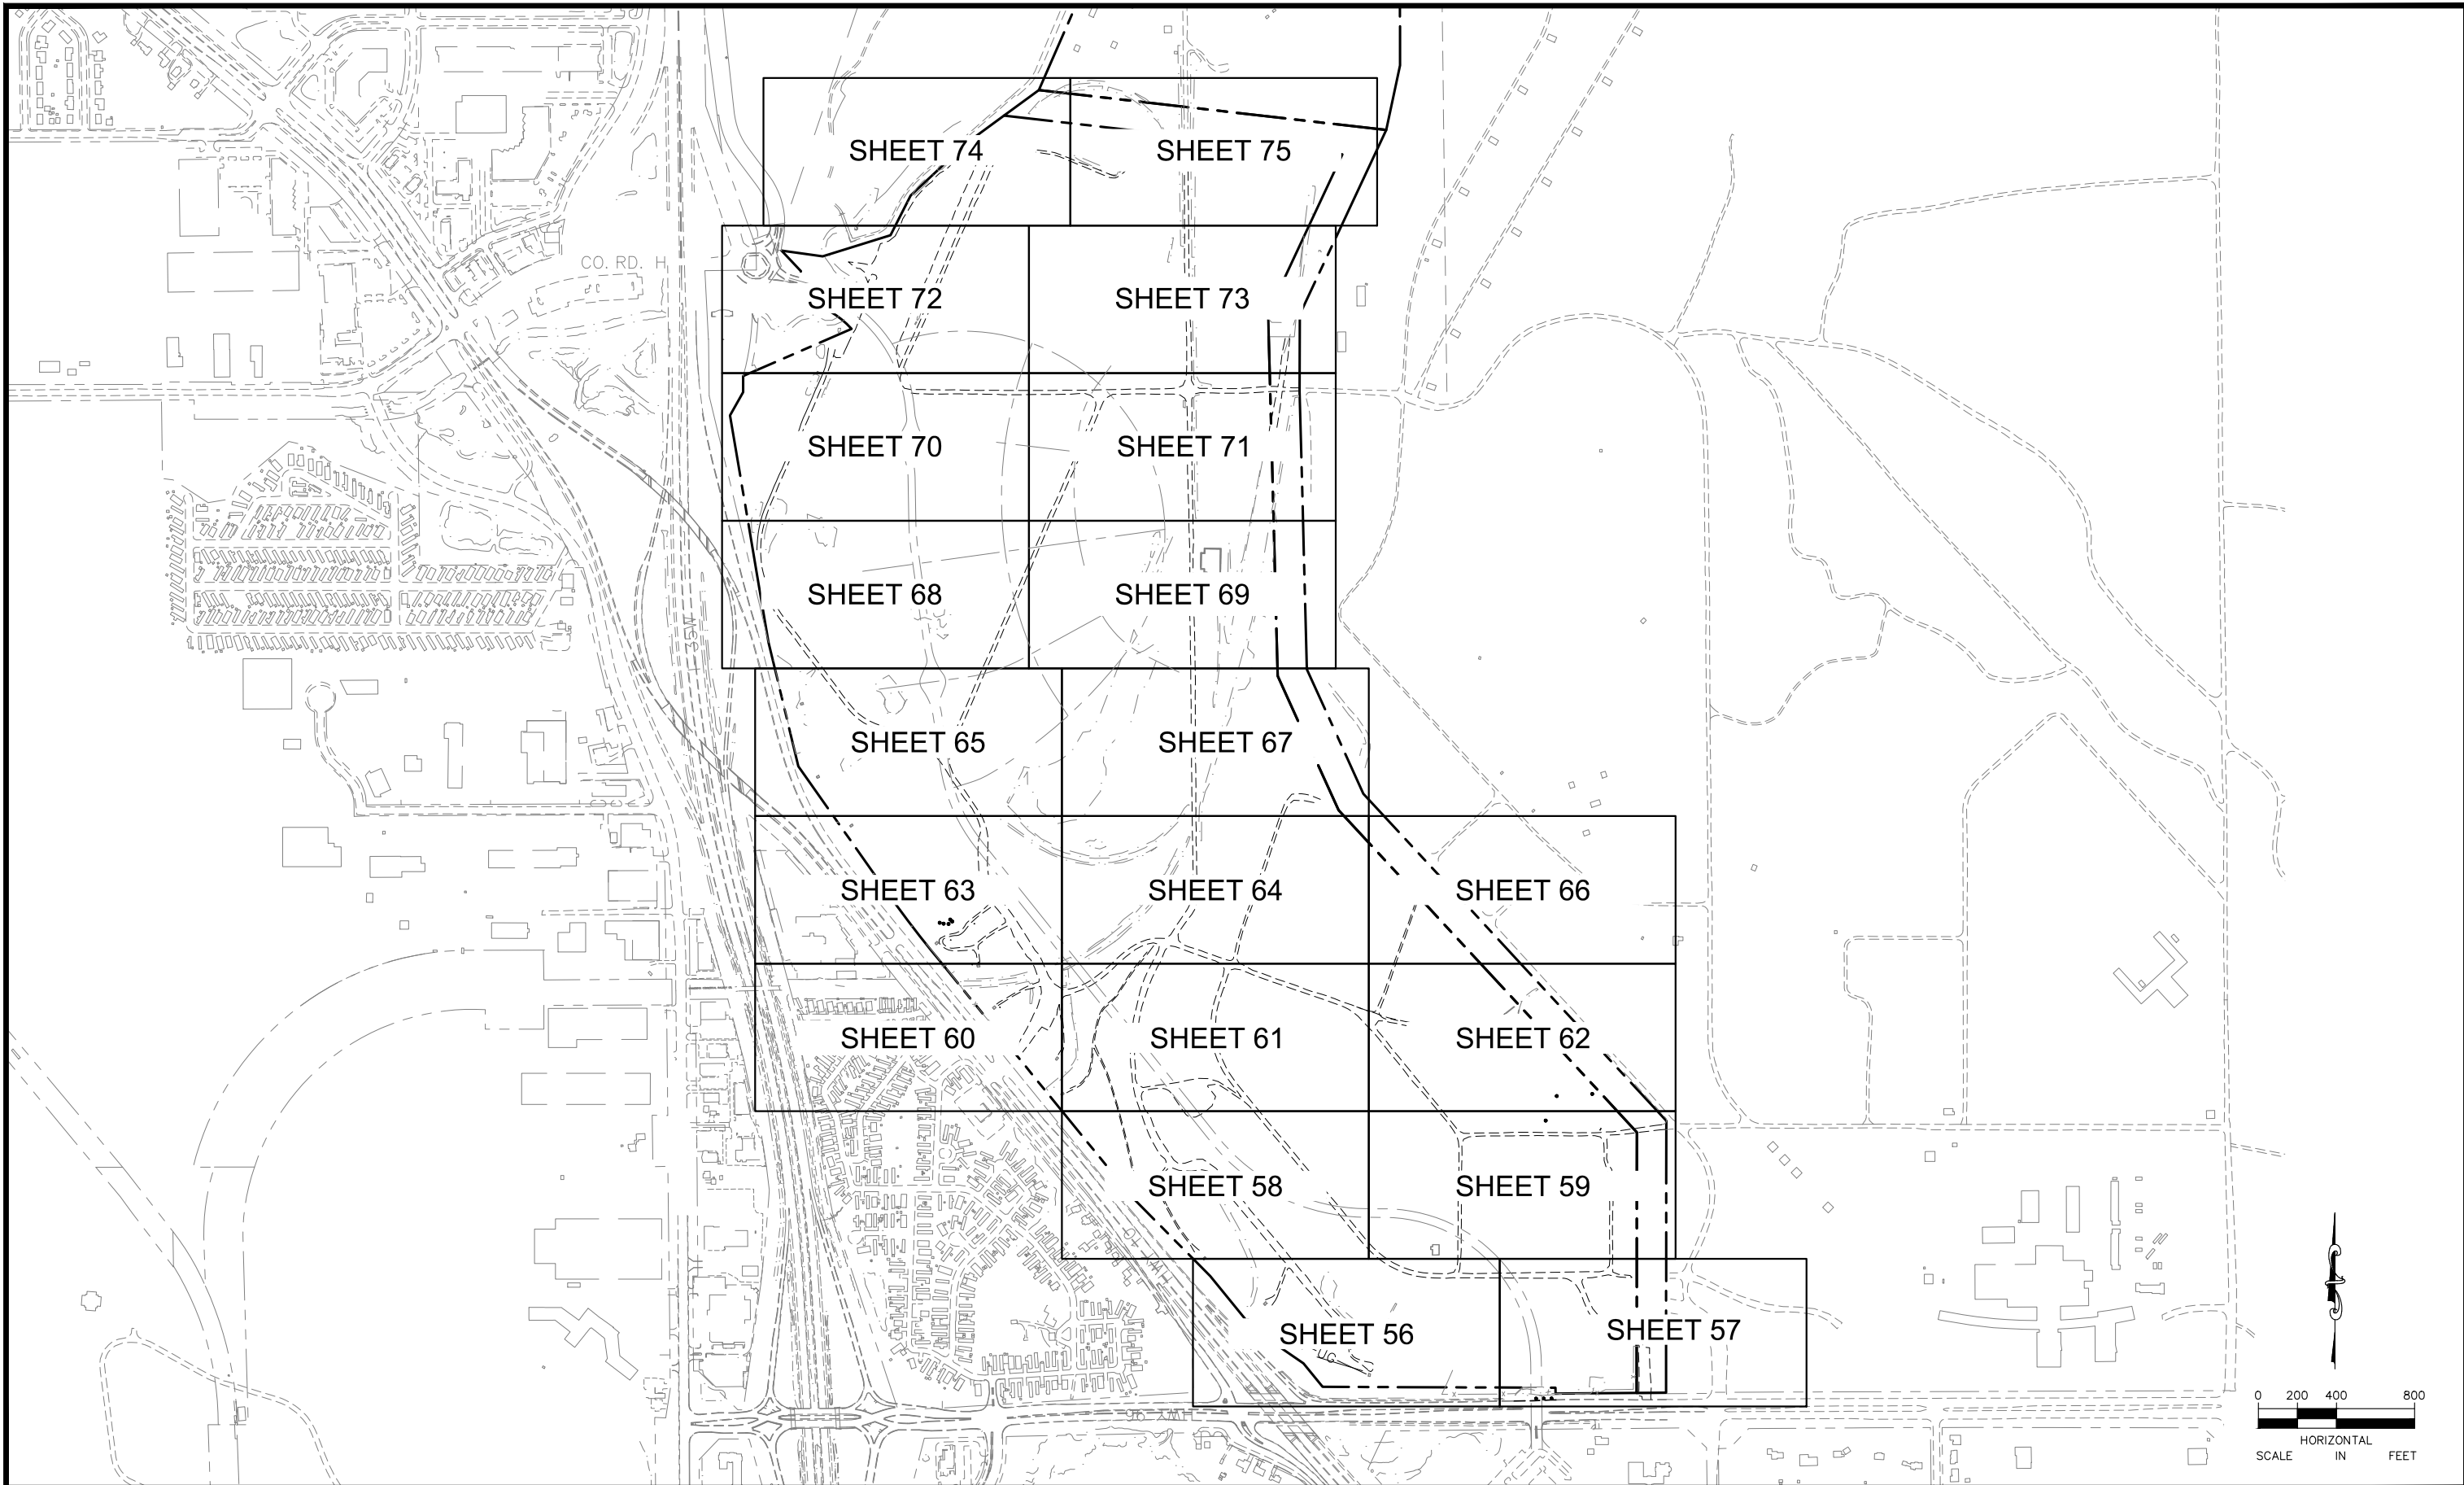 SHEET 74
SHEET 75
CO. RD. H
SHEET 72
SHEET 73
SHEET 70
SHEET 71
SHEET 68
SHEET 69
SHEET 65
SHEET 67
SHEET 63
SHEET 64
SHEET 66
SHEET 60
SHEET 61
SHEET 62
SHEET 58
SHEET 59
SHEET 56
SHEET 57
0 200 400 800
HORIZONTAL
SCALE IN FEET